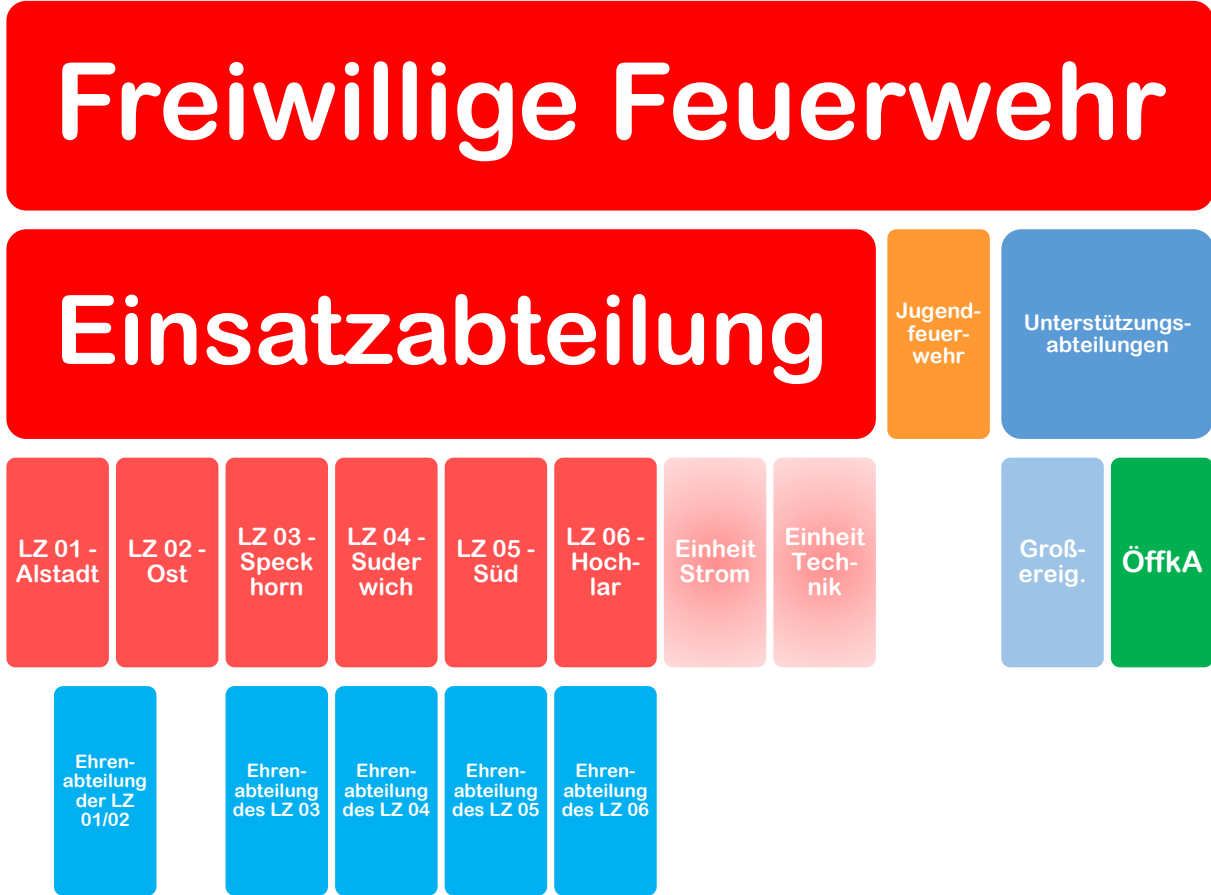 Freiwillige Feuerwehr
Einsatzabteilung
Jugend-
feuer-
wehr
Unterstützungs-
abteilungen
LZ 01 -
Alstadt
LZ 02 -
Ost
LZ 03 -
Speck
horn
LZ 04 -
Suder
wich
LZ 05 -
Süd
LZ 06 -
Hoch-
lar
Einheit
Strom
Einheit
Tech-
nik
Groß-
ereig.
ÖffkA
Ehren-
abteilung
der LZ
01/02
Ehren-
abteilung
des LZ 03
Ehren-
abteilung
des LZ 04
Ehren-
abteilung
des LZ 05
Ehren-
abteilung
des LZ 06